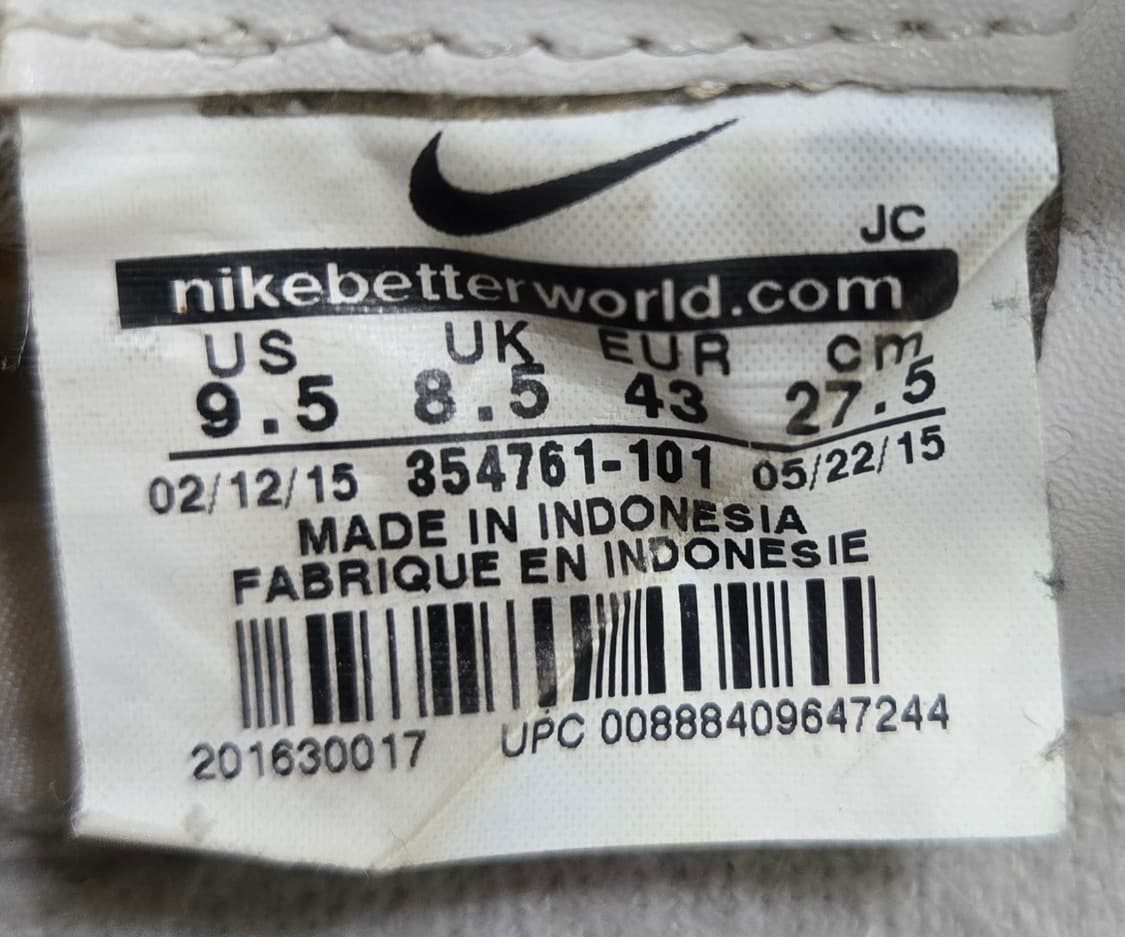 JC
nikebetterworld.com
US UK EUR cm
9.5 8.5 43 27.5
02/12/15 354761-101 05/22/15
MADE IN INDONESIA
FABRIQUE EN INDONESIE
201630017 UPC 00888409647244